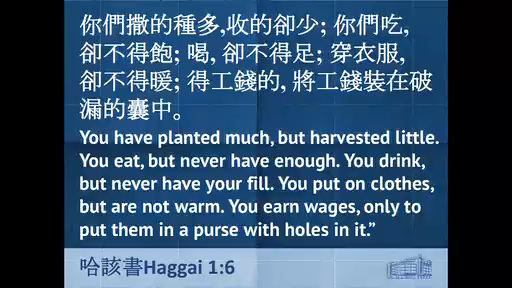 你們撒的種多,收的卻少; 你們吃,
卻不得飽; 喝, 卻不得足; 穿衣服,
卻不得暖; 得工錢的, 將工錢裝在破
漏的囊中。
You have planted much, but harvested little.
You eat, but never have enough. You drink,
but never have your fill. You put on clothes,
but are not warm. You earn wages, only to
put them in a purse with holes in it.”
哈該書Haggai 1:6